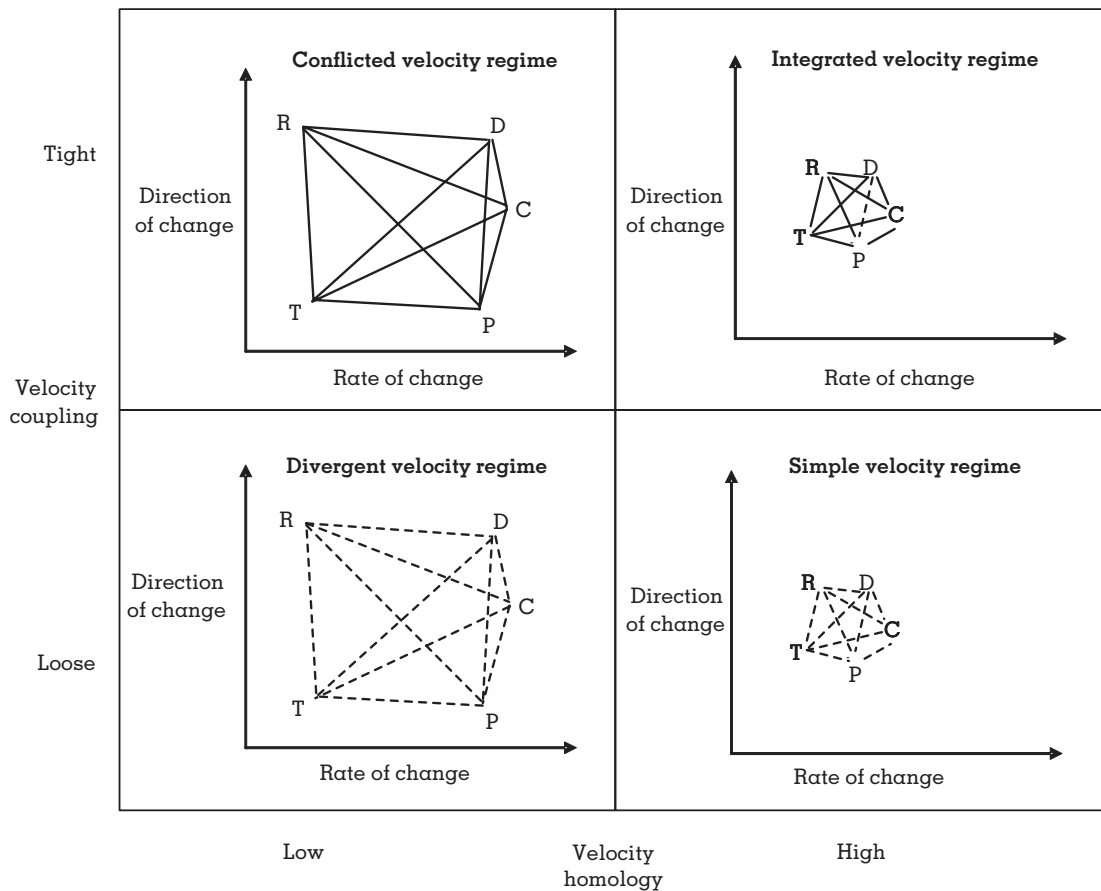 Conflicted velocity regime
Integrated velocity regime
Tight
Direction
of change
R
D
C
T
P
Rate of change
Direction
of change
R
D
C
T
P
Rate of change
Velocity
coupling
Divergent velocity regime
Simple velocity regime
Loose
Direction
of change
R
D
C
T
P
Rate of change
Direction
of change
R
D
C
T
P
Rate of change
Low
Velocity
homology
High